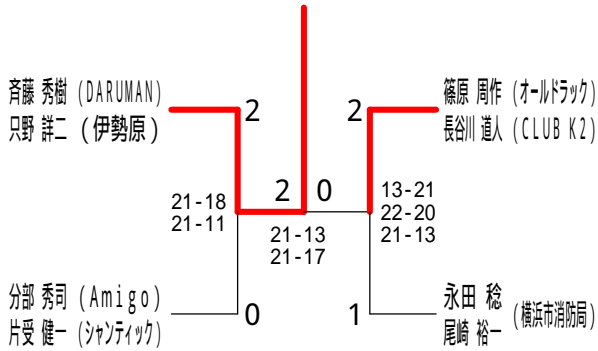 斉藤 秀樹 (DARUMAN)
只野 詳二 (伊勢原)
2
2
篠原 周作 (オールドラック)
長谷川 道人 (CLUB K2)
21-18
21-11
2
0
21-13
21-17
13-21
22-20
21-13
分部 秀司 (Amigo)
片受 健一 (シャンティック)
0
1
永田 稔
尾崎 裕一
(横浜市消防局)